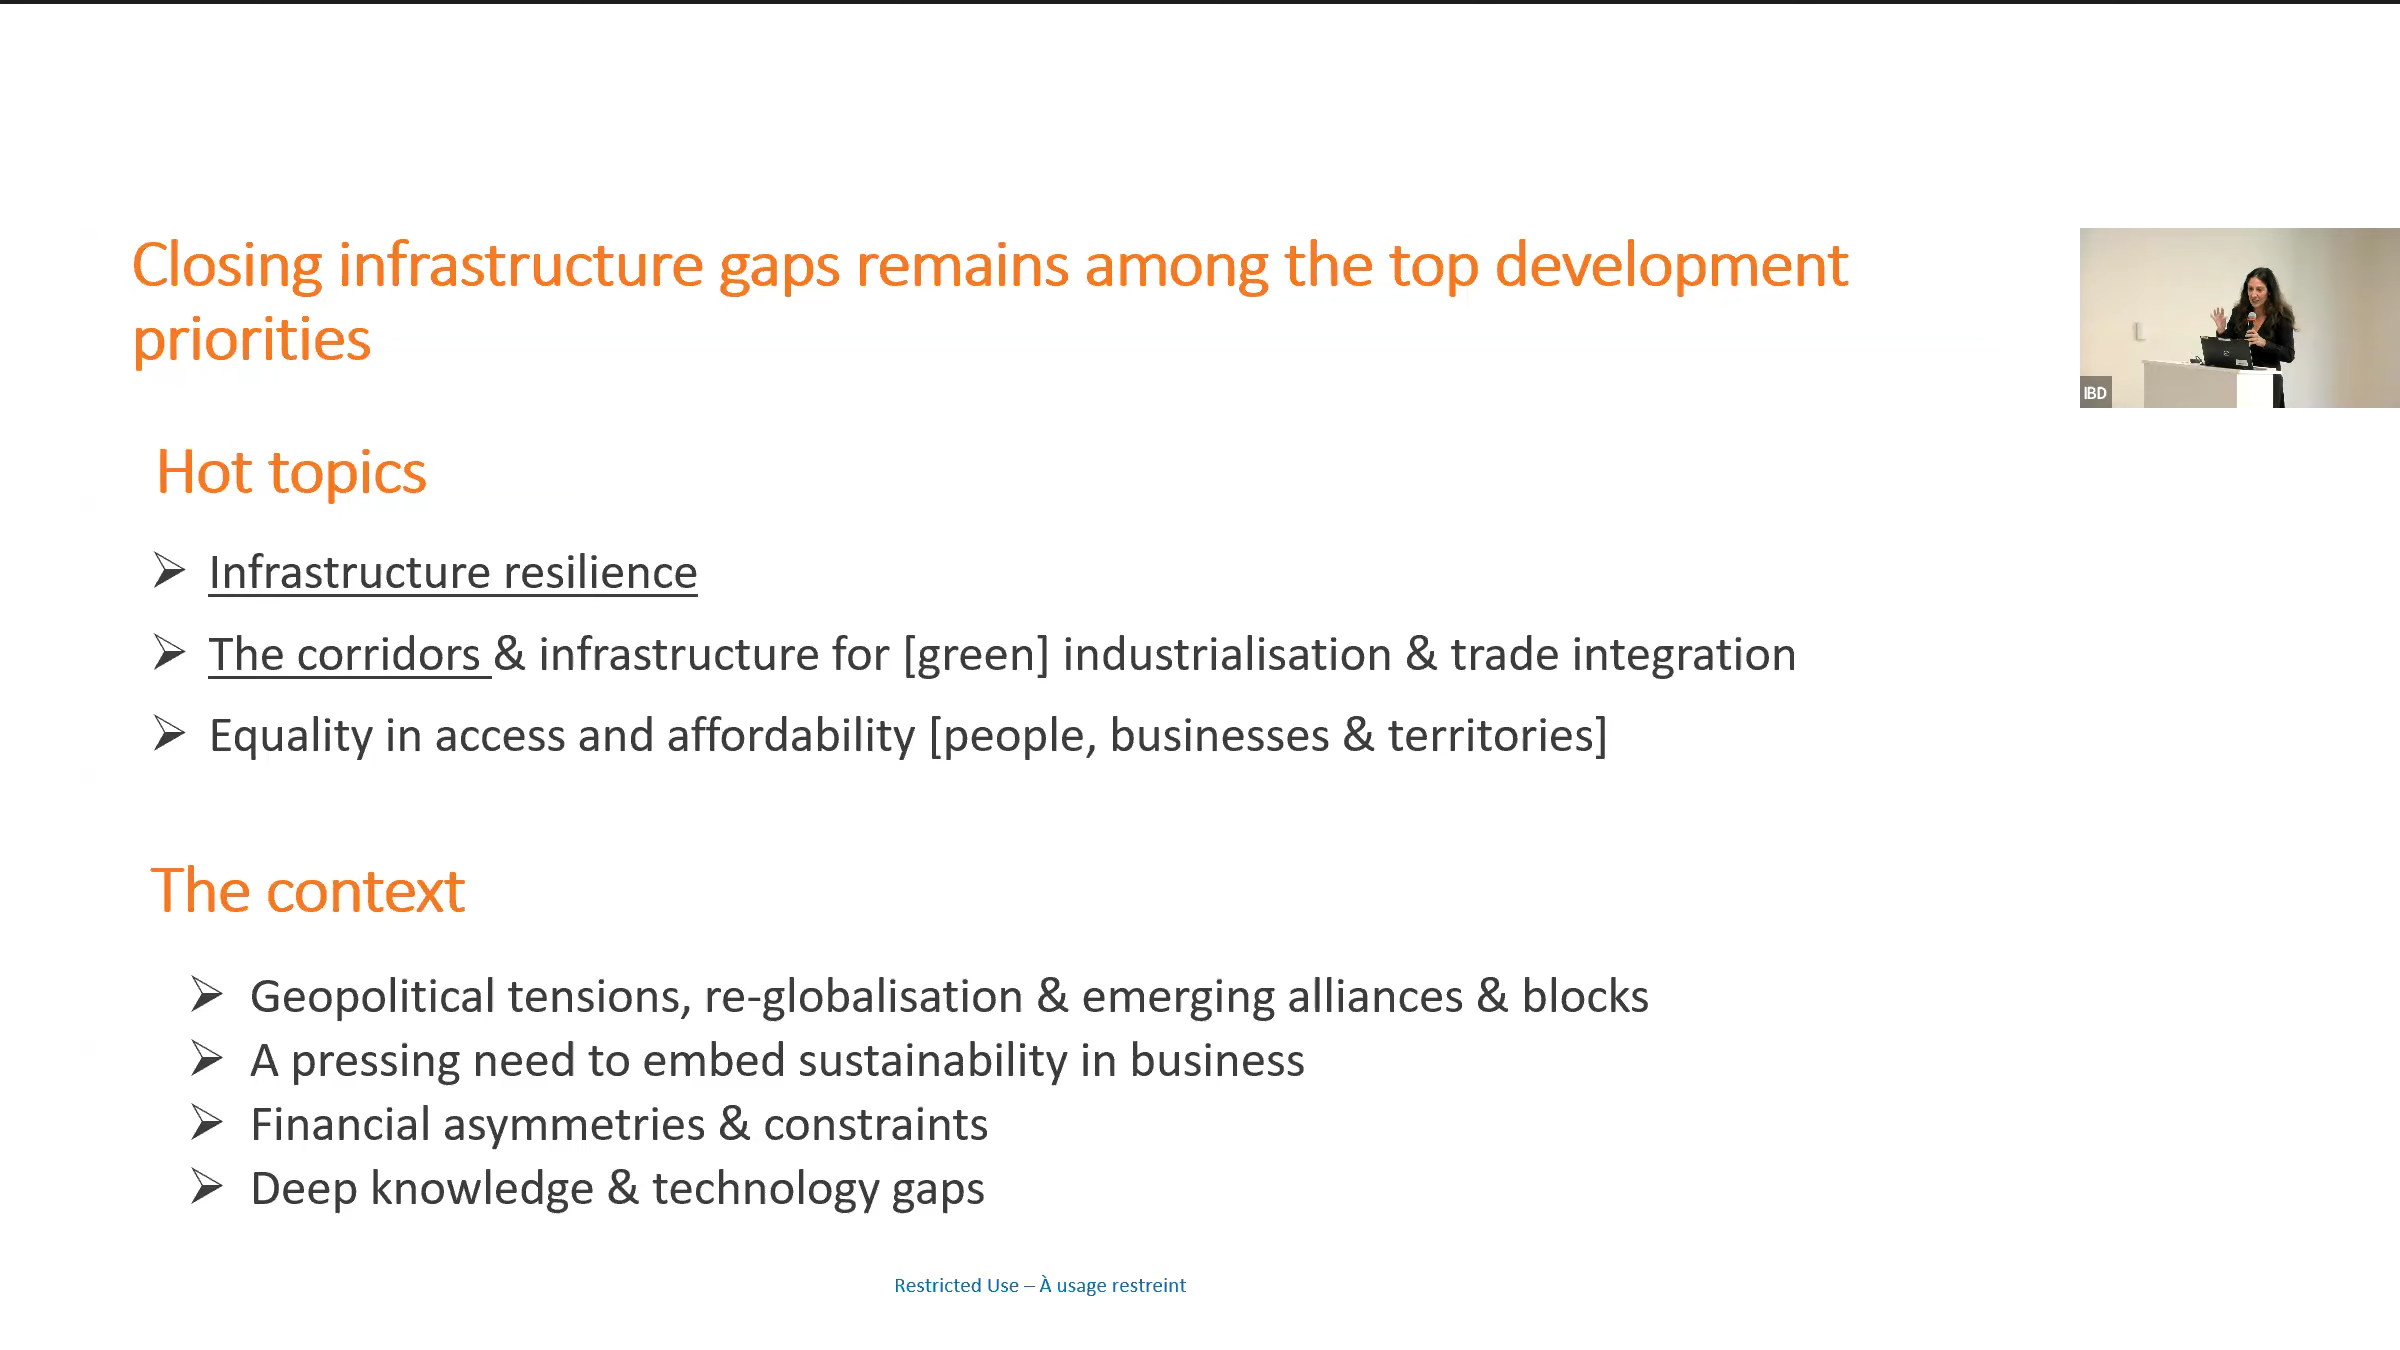 Closing infrastructure gaps remains among the top development
priorities
IBD
Hot topics
➢ Infrastructure resilience
➢ The corridors & infrastructure for [green] industrialisation & trade integration
➢ Equality in access and affordability [people, businesses & territories]
The context
➢ Geopolitical tensions, re-globalisation & emerging alliances & blocks
➢ A pressing need to embed sustainability in business
➢ Financial asymmetries & constraints
➢ Deep knowledge & technology gaps
Restricted Use – À usage restreint